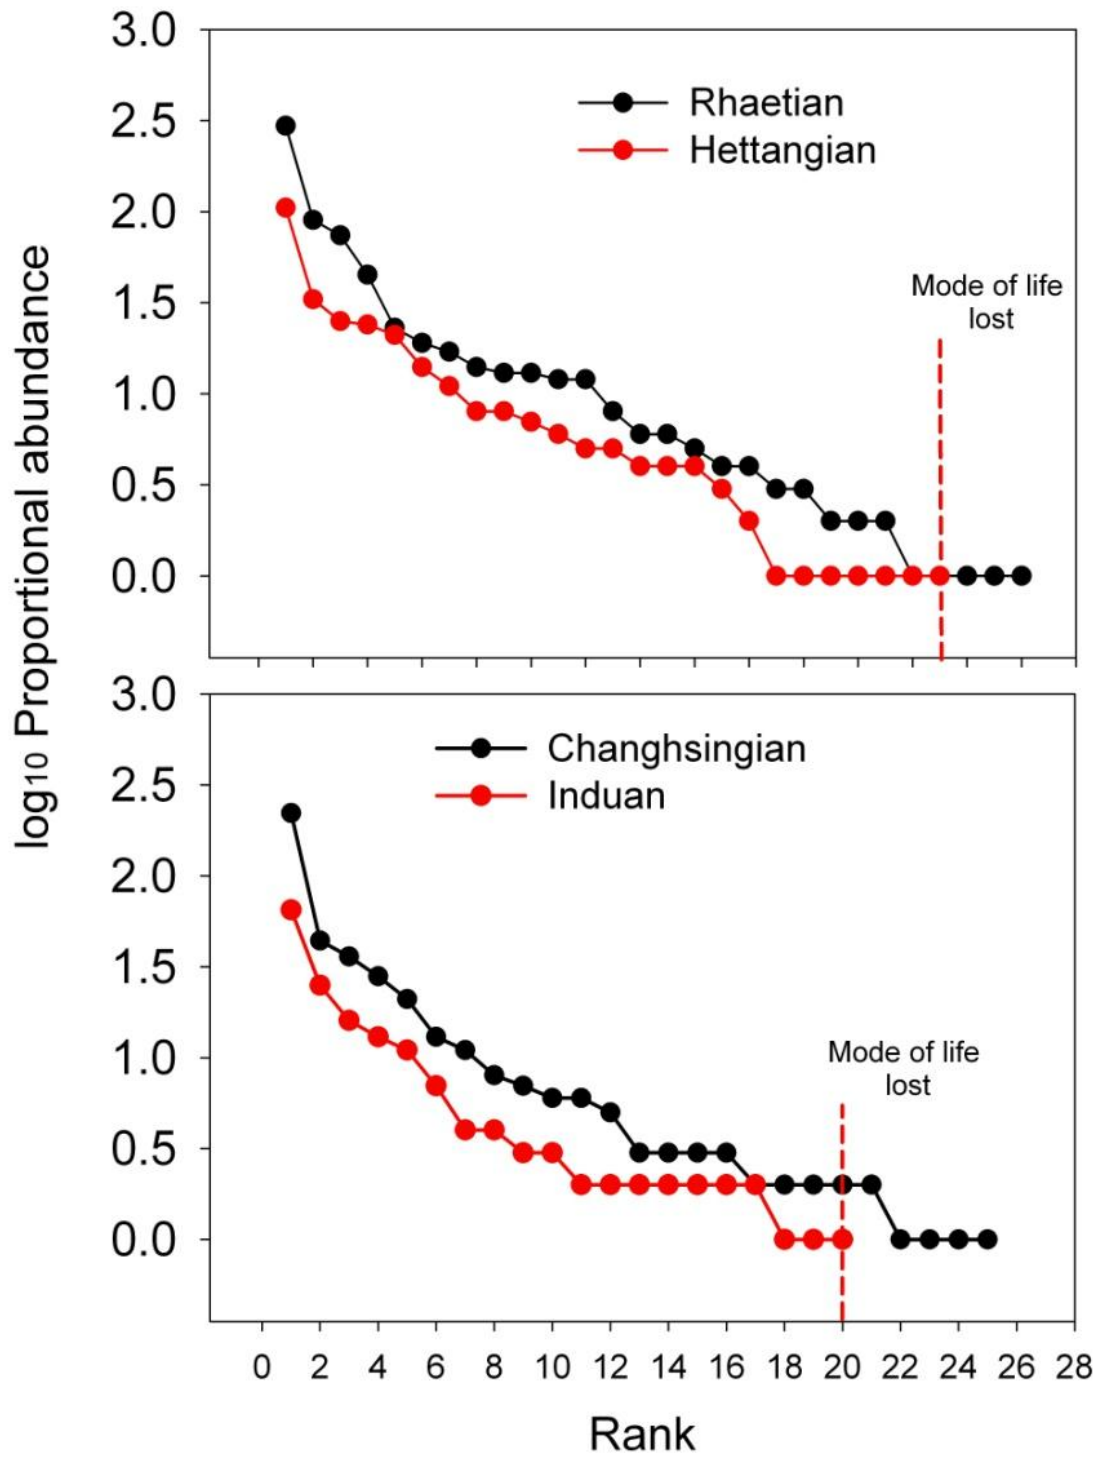 3.0
2.5
2.0
1.5
1.0
0.5
0.0
Rhaetian
Hettangian
Mode of life
lost
log10 Proportional abundance
3.0
2.5
2.0
1.5
1.0
0.5
0.0
Changhsingian
Induan
Mode of life
lost
0 2 4 6 8 10 12 14 16 18 20 22 24 26 28
Rank